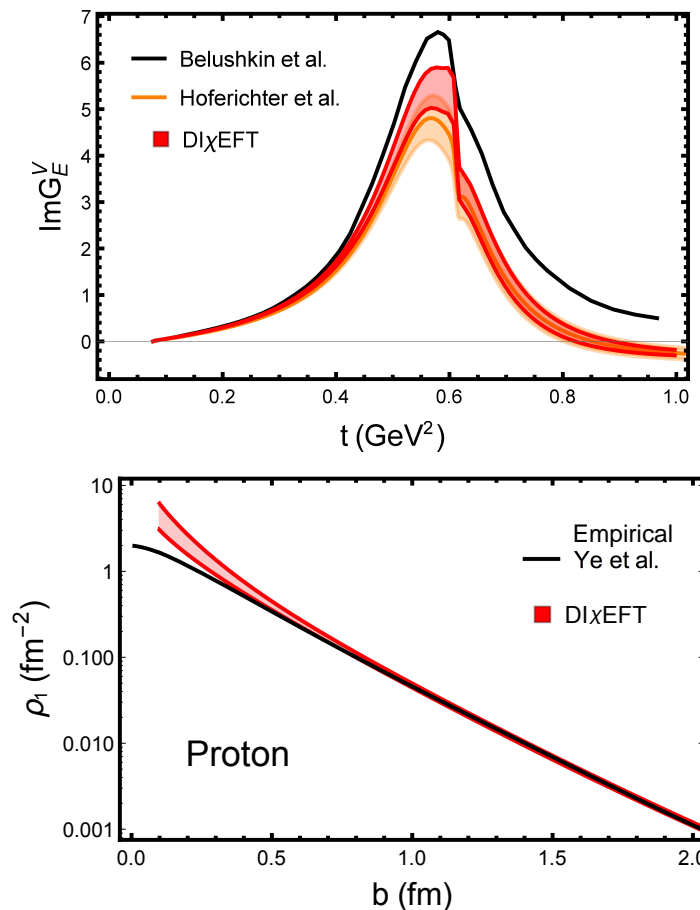 Belushkin et al.
Hoferichter et al.
DIχEFT
ImG_E^V
7
6
5
4
3
2
1
0
0.0 0.2 0.4 0.6 0.8 1.0
t (GeV²)
Empirical
Ye et al.
DIχEFT
Proton
ρ₁ (fm⁻²)
10
1
0.100
0.010
0.001
0.0 0.5 1.0 1.5 2.0
b (fm)